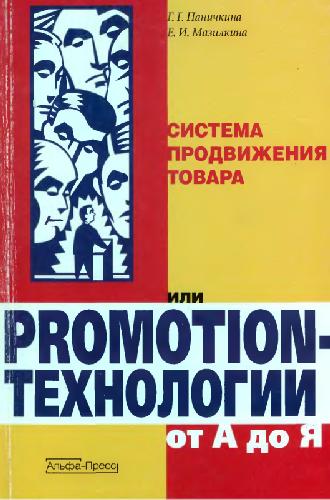 Г. Г. Паничкина
Е. И. Мазилкина
СИСТЕМА
ПРОДВИЖЕНИЯ
ТОВАРА
или
PROMOTION-
ТЕХНОЛОГИИ
от А до Я
Альфа-Пресс